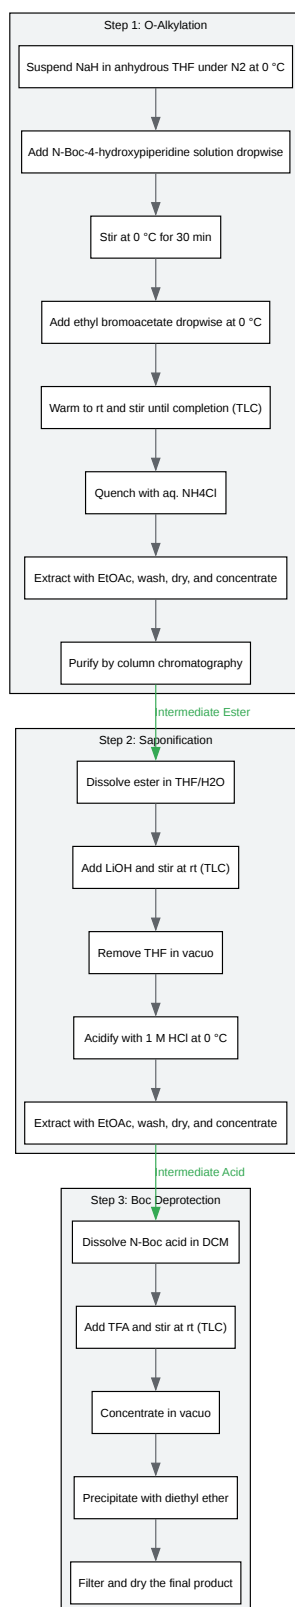 Step 1: O-Alkylation
Suspend NaH in anhydrous THF under N2 at 0 °C
Add N-Boc-4-hydroxypiperidine solution dropwise
Stir at 0 °C for 30 min
Add ethyl bromoacetate dropwise at 0 °C
Warm to rt and stir until completion (TLC)
Quench with aq. NH4Cl
Extract with EtOAc, wash, dry, and concentrate
Purify by column chromatography
Intermediate Ester
Step 2: Saponification
Dissolve ester in THF/H2O
Add LiOH and stir at rt (TLC)
Remove THF in vacuo
Acidify with 1 M HCl at 0 °C
Extract with EtOAc, wash, dry, and concentrate
Intermediate Acid
Step 3: Boc Deprotection
Dissolve N-Boc acid in DCM
Add TFA and stir at rt (TLC)
Concentrate in vacuo
Precipitate with diethyl ether
Filter and dry the final product